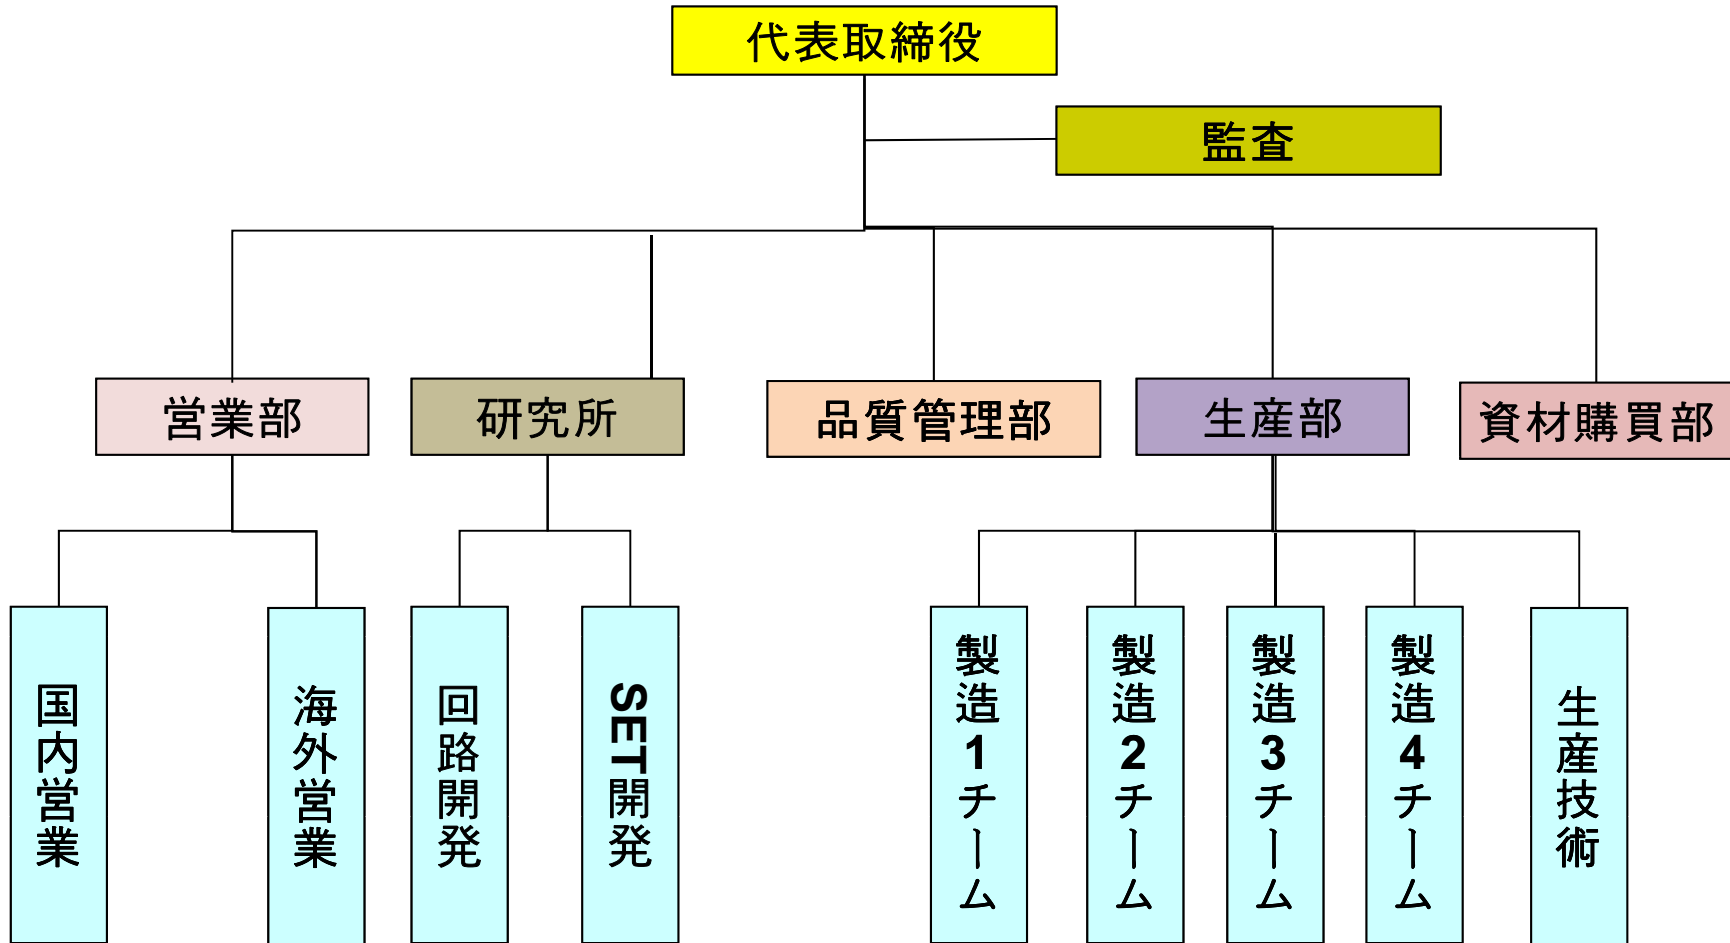 代表取締役
監査
営業部
研究所
品質管理部
生産部
資材購買部
国内営業
海外営業
回路開発
SET開発
製造1チーム
製造2チーム
製造3チーム
製造4チーム
生産技術